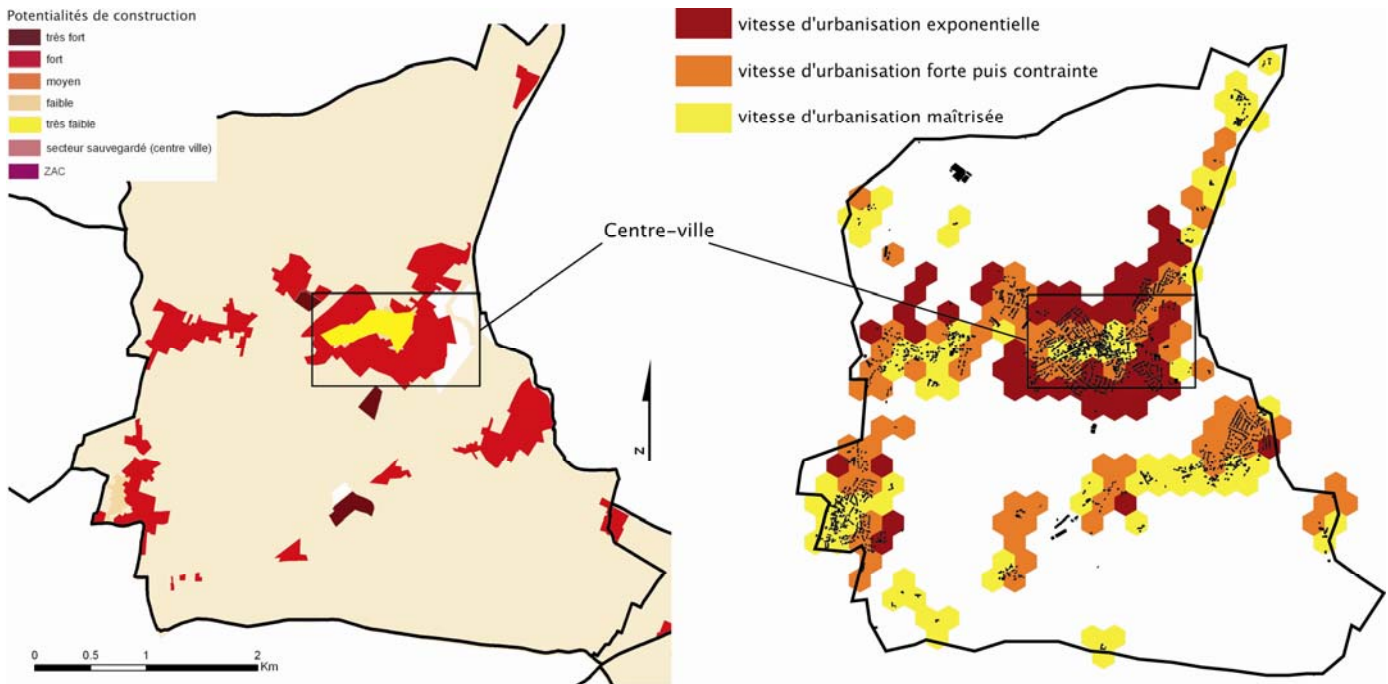 Potentialités de construction
très fort
fort
moyen
faible
très faible
secteur sauvegardé (centre ville)
ZAC
vitesse d'urbanisation exponentielle
vitesse d'urbanisation forte puis contrainte
vitesse d'urbanisation maîtrisée
Centre-ville
N
0 0.5 1 2
Km